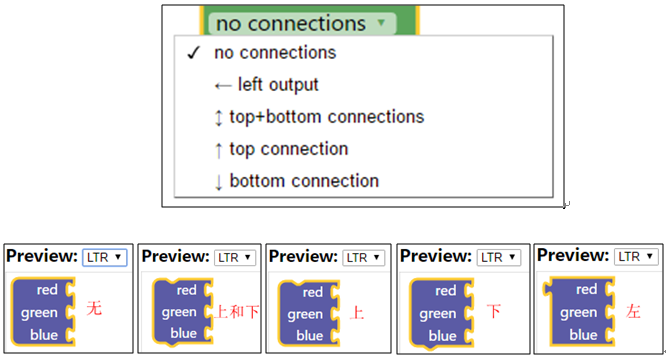 no connections ▼
✓ no connections
← left output
↕ top+bottom connections
↑ top connection
↓ bottom connection
Preview: LTR ▼
red
green 无
blue
Preview: LTR ▼
red
green 上和下
blue
Preview: LTR ▼
red
green 上
blue
Preview: LTR ▼
red
green 下
blue
Preview: LTR ▼
red
green 左
blue